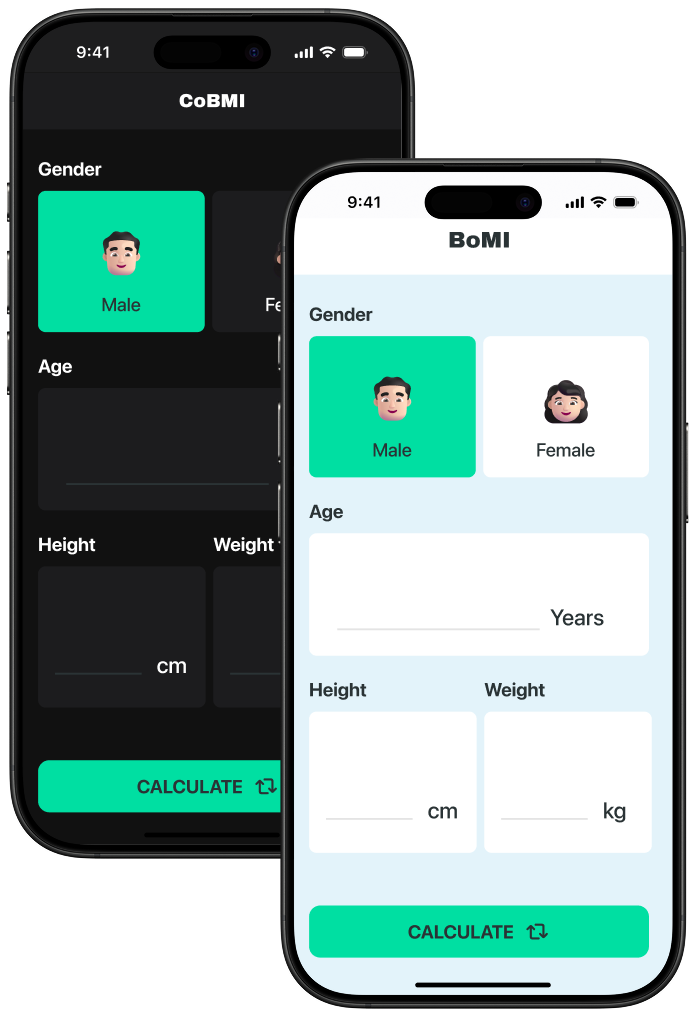 9:41
CoBMI
Gender
Male
Fe
Age
Height Weight
cm
CALCULATE
9:41
BoMI
Gender
Male Female
Age
Years
Height Weight
cm kg
CALCULATE